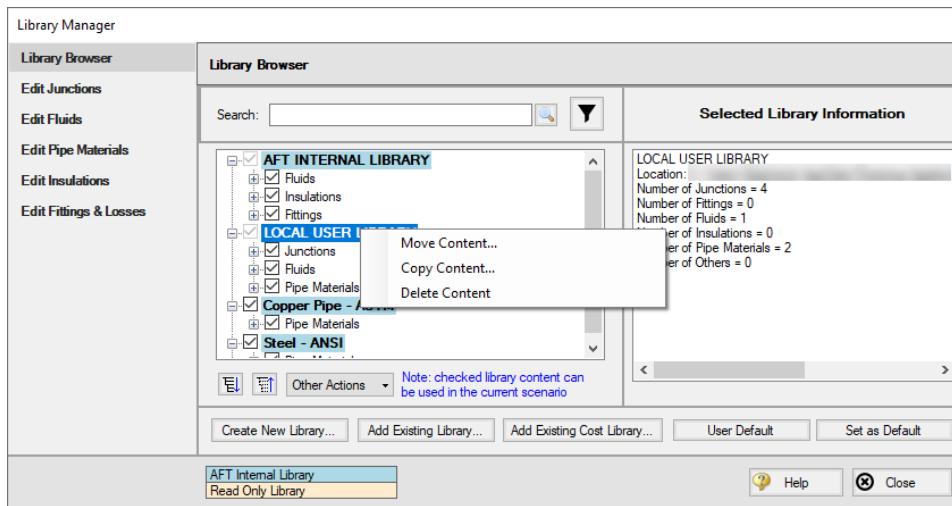 Library Manager
Library Browser
Edit Junctions
Edit Fluids
Edit Pipe Materials
Edit Insulations
Edit Fittings & Losses
Library Browser
Search:
AFT INTERNAL LIBRARY
Fluids
Insulations
Fittings
LOCAL USER
Junctions
Fluids
Pipe Materials
Copper Pipe -
Pipe Materials
Steel - ANSI
Move Content...
Copy Content...
Delete Content
Other Actions
Note: checked library content can
be used in the current scenario
Selected Library Information
LOCAL USER LIBRARY
Location:
Number of Junctions = 4
Number of Fittings = 0
Number of Fluids = 1
of Insulations = 0
of Pipe Materials = 2
of Others = 0
Create New Library...
Add Existing Library...
Add Existing Cost Library...
User Default
Set as Default
AFT Internal Library
Read Only Library
Help
Close